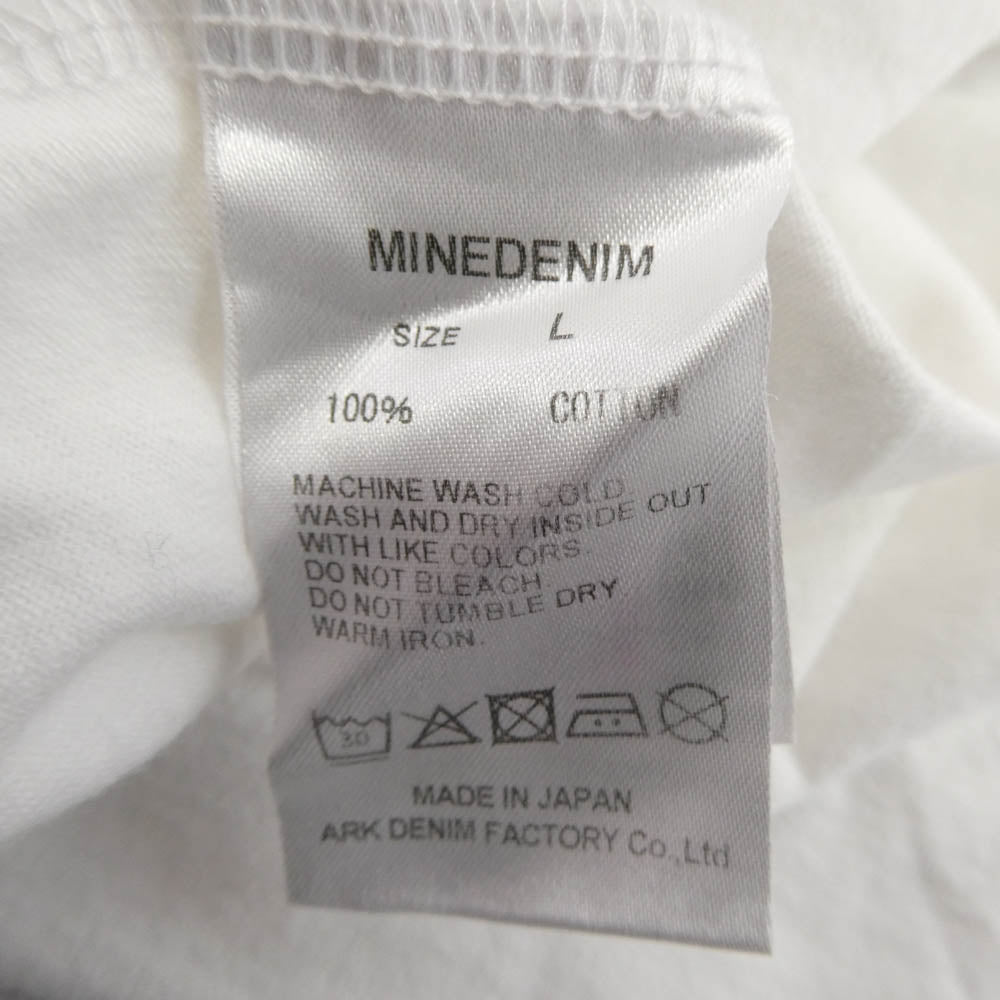 MINEDENIM
SIZE L
100% COTTON
MACHINE WASH COLD
WASH AND DRY INSIDE OUT
WITH LIKE COLORS.
DO NOT BLEACH.
DO NOT TUMBLE DRY
WARM IRON.
30
MADE IN JAPAN
ARK DENIM FACTORY Co.,Ltd